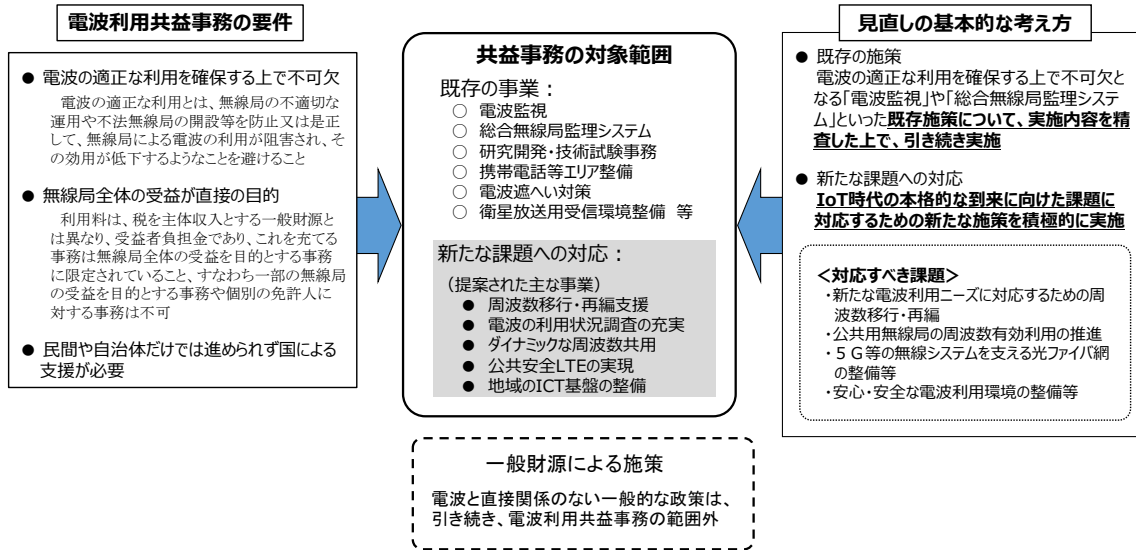 電波利用共益事務の要件
● 電波の適正な利用を確保する上で不可欠
電波の適正な利用とは、無線局の不適切な
運用や不法無線局の開設等を防止又は是正
して、無線局による電波の利用が阻害され、そ
の効用が低下するようなことを避けること
● 無線局全体の受益が直接の目的
利用料は、税を主体収入とする一般財源と
は異なり、受益者負担金であり、これを充てる
事務は無線局全体の受益を目的とする事務
に限定されていること、すなわち一部の無線局
の受益を目的とする事務や個別の免許人に
対する事務は不可
● 民間や自治体だけでは進められず国による
支援が必要
共益事務の対象範囲
既存の事業：
○ 電波監視
○ 総合無線局監理システム
○ 研究開発・技術試験事務
○ 携帯電話等エリア整備
○ 電波遮へい対策
○ 衛星放送用受信環境整備 等
新たな課題への対応：
（提案された主な事業）
● 周波数移行・再編支援
● 電波の利用状況調査の充実
● ダイナミックな周波数共用
● 公共安全LTEの実現
● 地域のICT基盤の整備
一般財源による施策
電波と直接関係のない一般的な政策は、
引き続き、電波利用共益事務の範囲外
見直しの基本的な考え方
● 既存の施策
電波の適正な利用を確保する上で不可欠と
なる「電波監視」や「総合無線局監理システ
ム」といった既存施策について、実施内容を精
査した上で、引き続き実施
● 新たな課題への対応
IoT時代の本格的な到来に向けた課題に
対応するための新たな施策を積極的に実施
＜対応すべき課題＞
・新たな電波利用ニーズに対応するための周
波数移行・再編
・公共用無線局の周波数有効利用の推進
・５Ｇ等の無線システムを支える光ファイバ網
の整備等
・安心・安全な電波利用環境の整備等